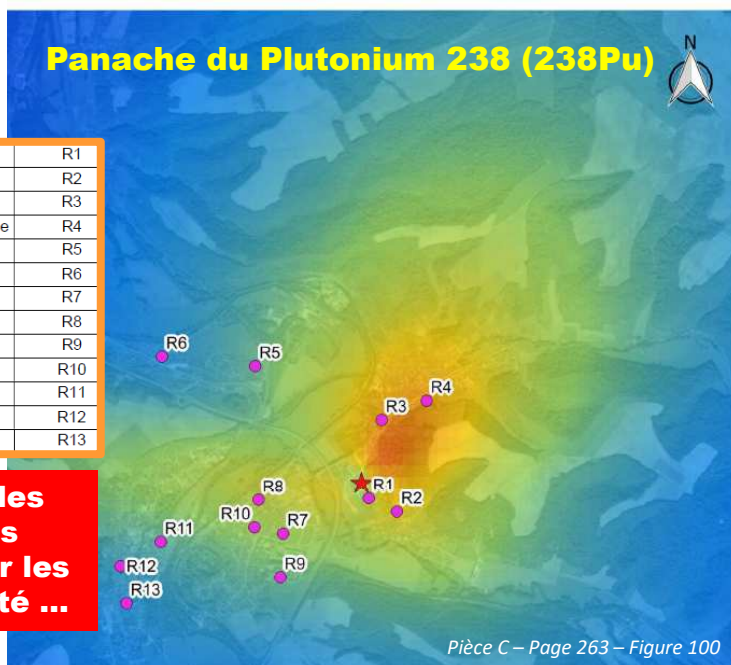 Panache du Plutonium 238 (238Pu)
N
R1
R2
R3
e R4
R5
R6
R7
R8
R9
R10
R11
R12
R13
R6
R5
R4
R3
R1
R2
R8
R10
R7
R11
R9
R12
R13
les
s
r les
té ...
Pièce C – Page 263 – Figure 100